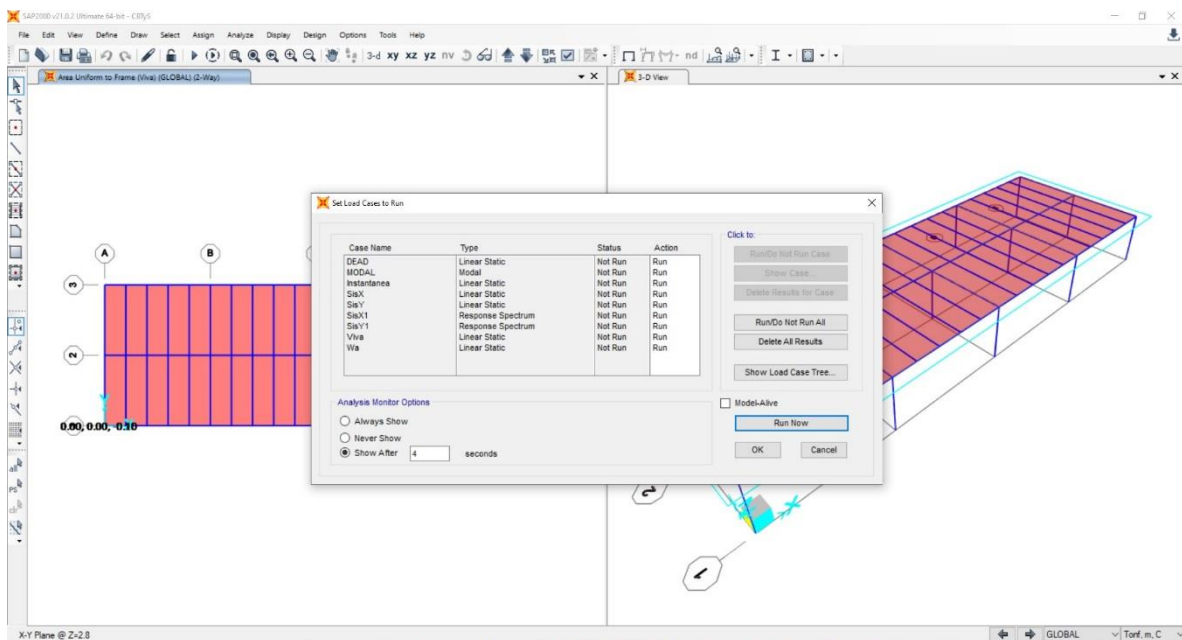 SAP2000 v21.0.2 Ultimate 64-bit - CBTyS
File Edit View Define Draw Select Assign Analyze Display Design Options Tools Help
3-d xy xz yz nv nd
Area Uniform to Frame (Viva) (GLOBAL) (2-Way)
3-D View
Set Load Cases to Run
Case Name Type Status Action
DEAD Linear Static Not Run Run
MODAL Modal Not Run Run
Instantanea Linear Static Not Run Run
SisX Linear Static Not Run Run
SisY Linear Static Not Run Run
SisX1 Response Spectrum Not Run Run
SisY1 Response Spectrum Not Run Run
Viva Linear Static Not Run Run
Wa Linear Static Not Run Run
Click to:
Run/Do Not Run Case
Show Case...
Delete Results for Case
Run/Do Not Run All
Delete All Results
Show Load Case Tree...
Analysis Monitor Options
Always Show
Never Show
Show After 4 seconds
Model-Alive
Run Now
OK Cancel
A B
3
2
0.00, 0.00, -0.10
2
1
X
all
PS
clr
X-Y Plane @ Z=2.8
GLOBAL Tonf, m, C